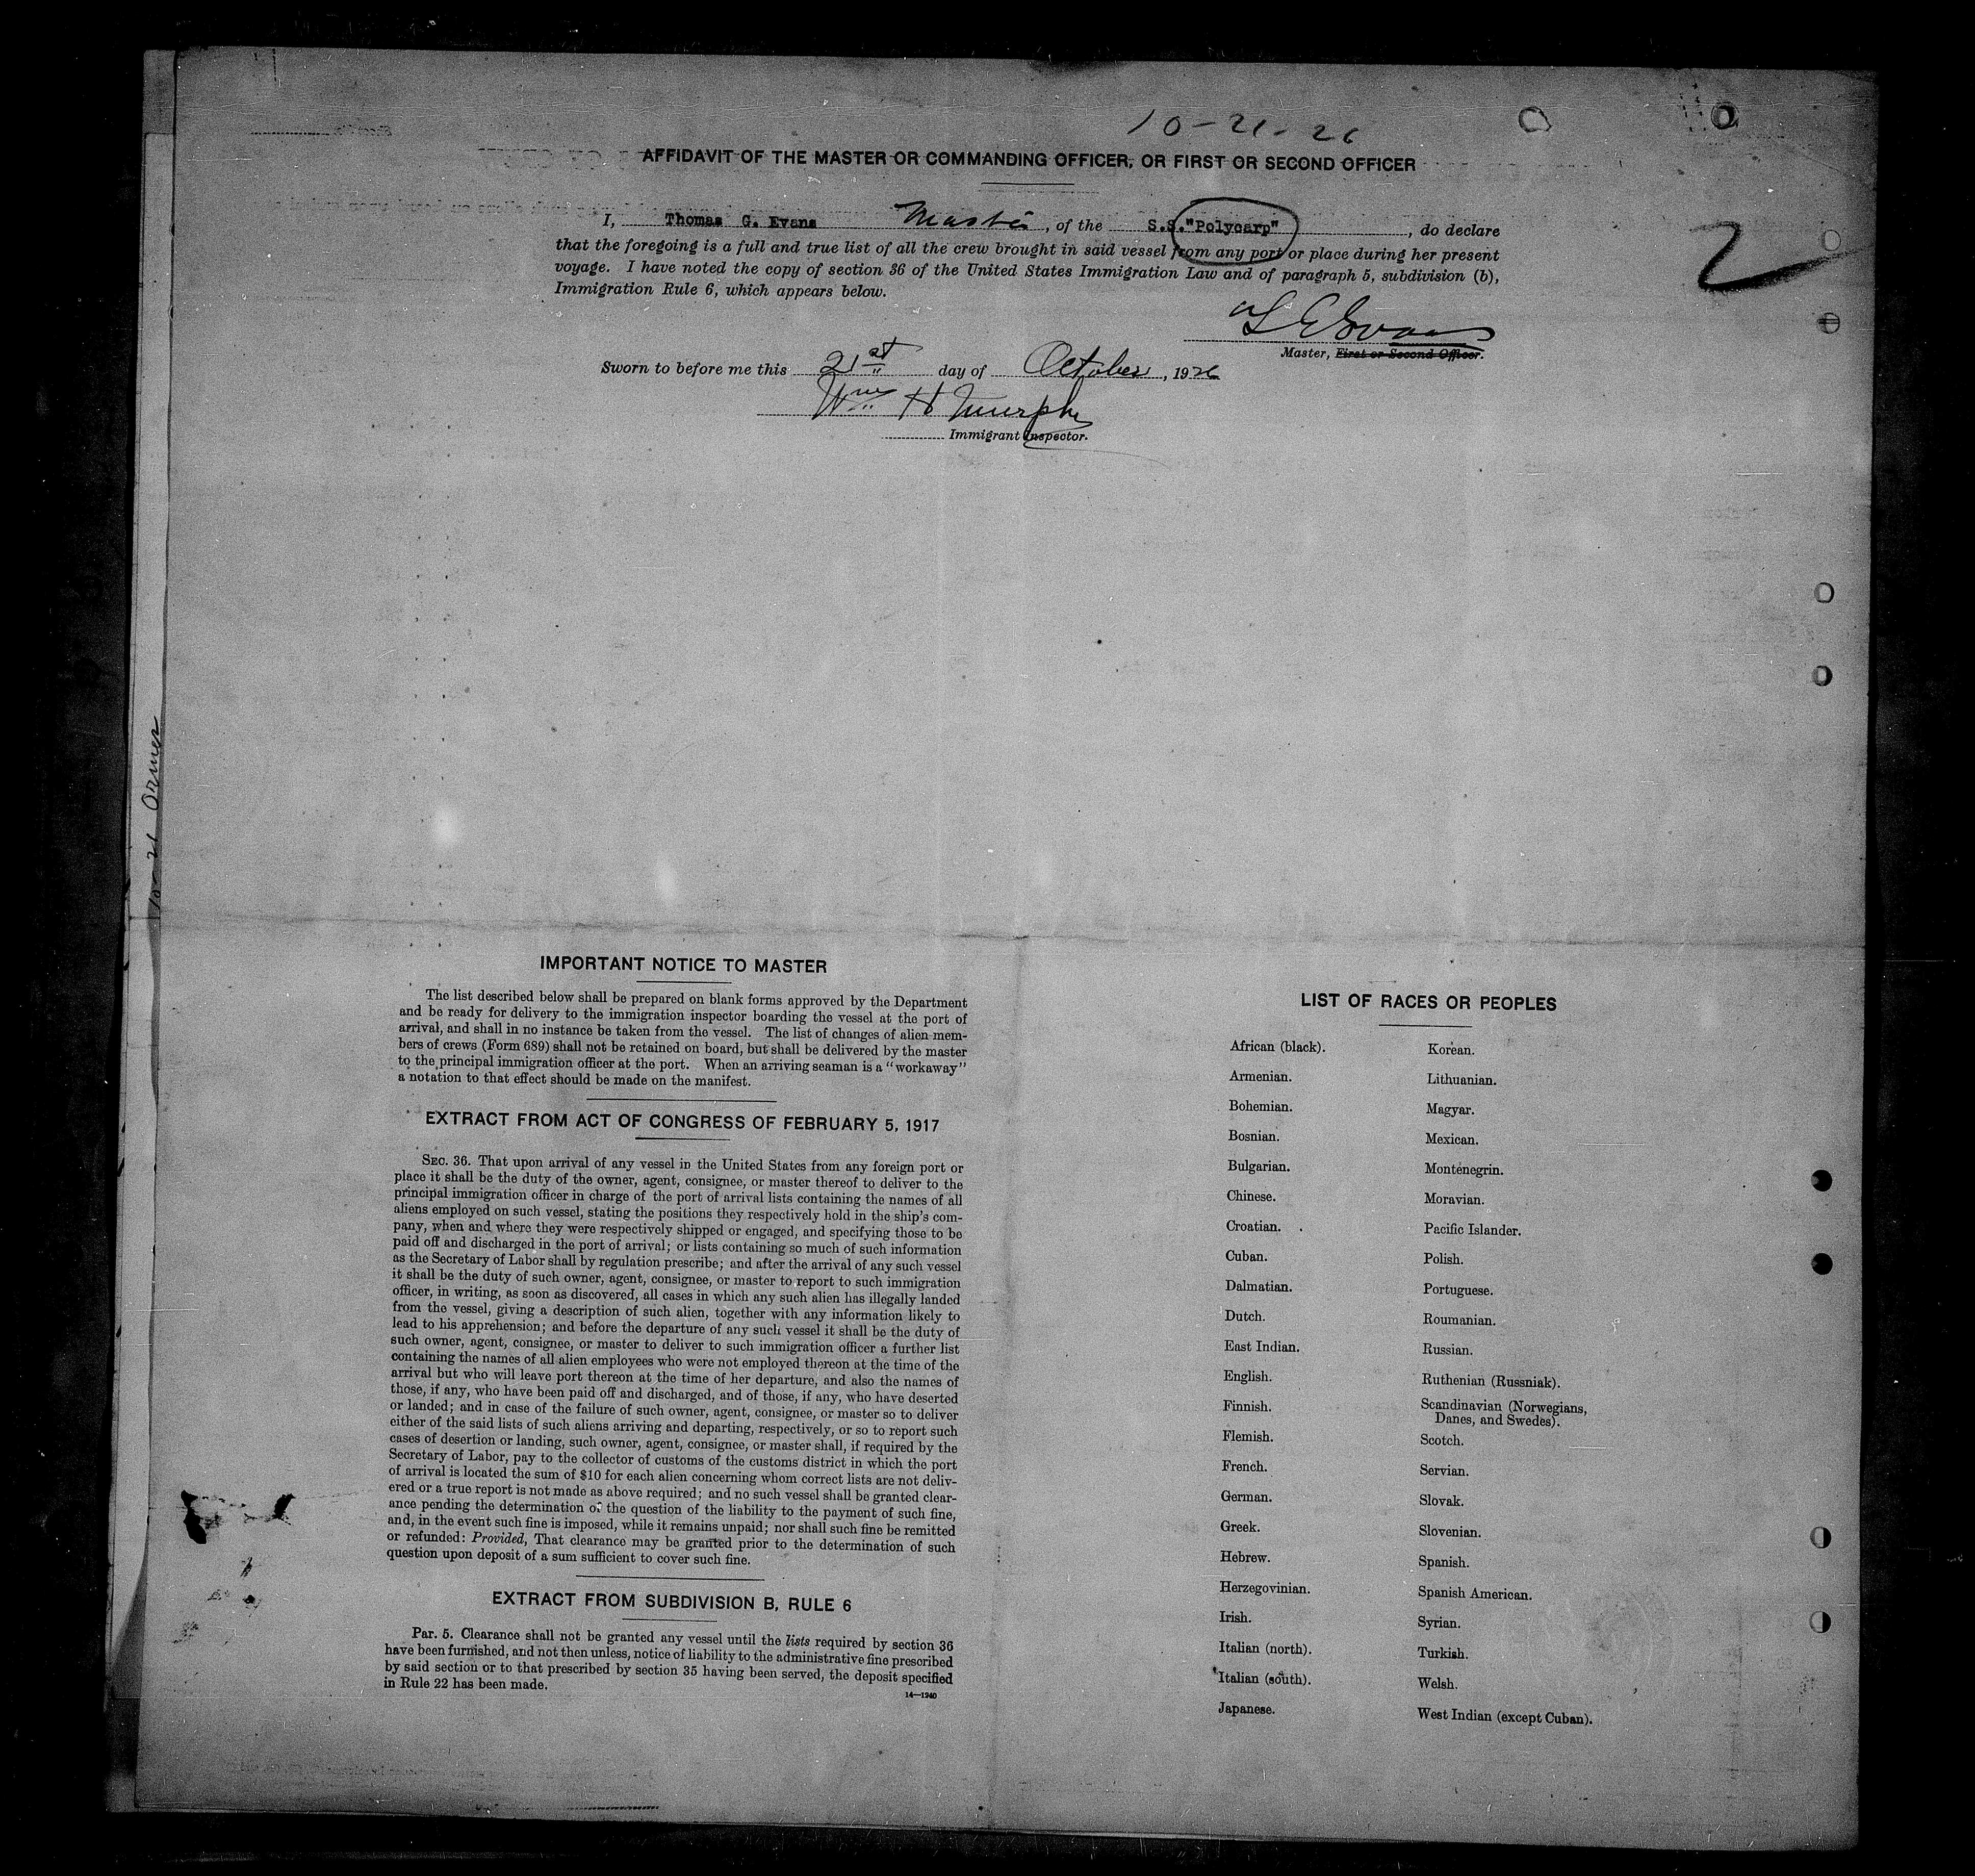 10-21-26
AFFIDAVIT OF THE MASTER OR COMMANDING OFFICER, OR FIRST OR SECOND OFFICER
I, Thomas G. Evans Master, of the S.S."Polycarp", do declare
that the foregoing is a full and true list of all the crew brought in said vessel from any port or place during her present
voyage. I have noted the copy of section 36 of the United States Immigration Law and of paragraph 5, subdivision (b),
Immigration Rule 6, which appears below.
2
Evans
Master, First or Second Officer.
Sworn to before me this 21st day of October, 1926
Wm H Murphy
Immigrant Inspector.
10-21 Ormes
IMPORTANT NOTICE TO MASTER
The list described below shall be prepared on blank forms approved by the Department
and be ready for delivery to the immigration inspector boarding the vessel at the port of
arrival, and shall in no instance be taken from the vessel. The list of changes of alien mem-
bers of crews (Form 689) shall not be retained on board, but shall be delivered by the master
to the principal immigration officer at the port. When an arriving seaman is a "workaway"
a notation to that effect should be made on the manifest.
EXTRACT FROM ACT OF CONGRESS OF FEBRUARY 5, 1917
SEC. 36. That upon arrival of any vessel in the United States from any foreign port or
place it shall be the duty of the owner, agent, consignee, or master thereof to deliver to the
principal immigration officer in charge of the port of arrival lists containing the names of all
aliens employed on such vessel, stating the positions they respectively hold in the ship's com-
pany, when and where they were respectively shipped or engaged, and specifying those to be
paid off and discharged in the port of arrival; or lists containing so much of such information
as the Secretary of Labor shall by regulation prescribe; and after the arrival of any such vessel
it shall be the duty of such owner, agent, consignee, or master to report to such immigration
officer, in writing, as soon as discovered, all cases in which any such alien has illegally landed
from the vessel, giving a description of such alien, together with any information likely to
lead to his apprehension; and before the departure of any such vessel it shall be the duty of
such owner, agent, consignee, or master to deliver to such immigration officer a further list
containing the names of all alien employees who were not employed thereon at the time of the
arrival but who will leave port thereon at the time of her departure, and also the names of
those, if any, who have been paid off and discharged, and of those, if any, who have deserted
or landed; and in case of the failure of such owner, agent, consignee, or master so to deliver
either of the said lists of such aliens arriving and departing, respectively, or so to report such
cases of desertion or landing, such owner, agent, consignee, or master shall, if required by the
Secretary of Labor, pay to the collector of customs of the customs district in which the port
of arrival is located the sum of $10 for each alien concerning whom correct lists are not deliv-
ered or a true report is not made as above required; and no such vessel shall be granted clear-
ance pending the determination of the question of the liability to the payment of such fine,
and, in the event such fine is imposed, while it remains unpaid; nor shall such fine be remitted
or refunded: Provided, That clearance may be granted prior to the determination of such
question upon deposit of a sum sufficient to cover such fine.
EXTRACT FROM SUBDIVISION B, RULE 6
Par. 5. Clearance shall not be granted any vessel until the lists required by section 36
have been furnished, and not then unless, notice of liability to the administrative fine prescribed
by said section or to that prescribed by section 35 having been served, the deposit specified
in Rule 22 has been made.
14—1240
LIST OF RACES OR PEOPLES
African (black).
Armenian.
Bohemian.
Bosnian.
Bulgarian.
Chinese.
Croatian.
Cuban.
Dalmatian.
Dutch.
East Indian.
English.
Finnish.
Flemish.
French.
German.
Greek.
Hebrew.
Herzegovinian.
Irish.
Italian (north).
Italian (south).
Japanese.
Korean.
Lithuanian.
Magyar.
Mexican.
Montenegrin.
Moravian.
Pacific Islander.
Polish.
Portuguese.
Roumanian.
Russian.
Ruthenian (Russniak).
Scandinavian (Norwegians,
Danes, and Swedes).
Scotch.
Servian.
Slovak.
Slovenian.
Spanish.
Spanish American.
Syrian.
Turkish.
Welsh.
West Indian (except Cuban).